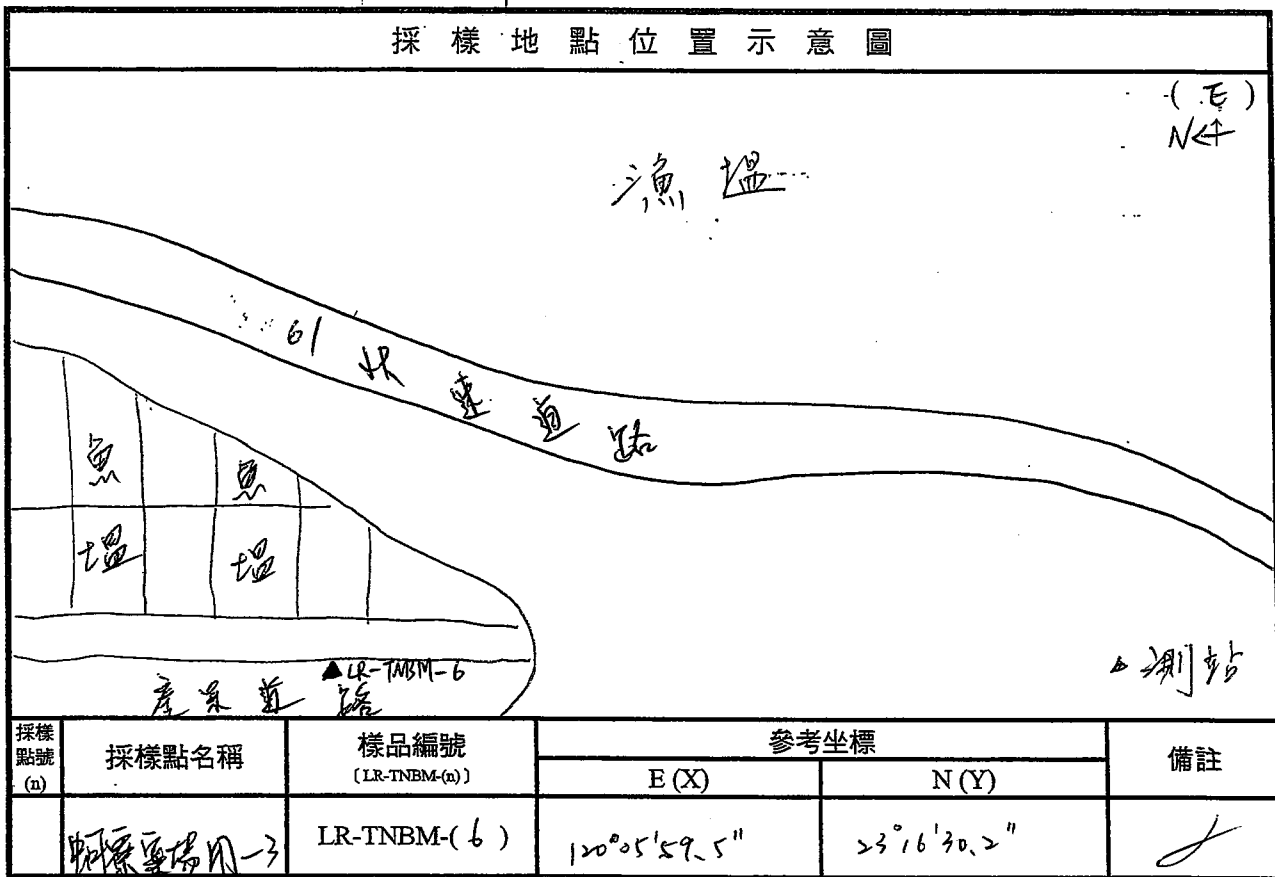 採樣地點位置示意圖
(E)
N
漁塭
61快速道路
魚塭
魚塭
▲LR-TNBM-6
產業道路
△測站
採樣點號(n)
採樣點名稱
樣品編號
〔LR-TNBM-(n)〕
參考坐標
E (X)
N (Y)
備註
LR-TNBM-( 6 )
120°05'59.5"
23°16'30.2"